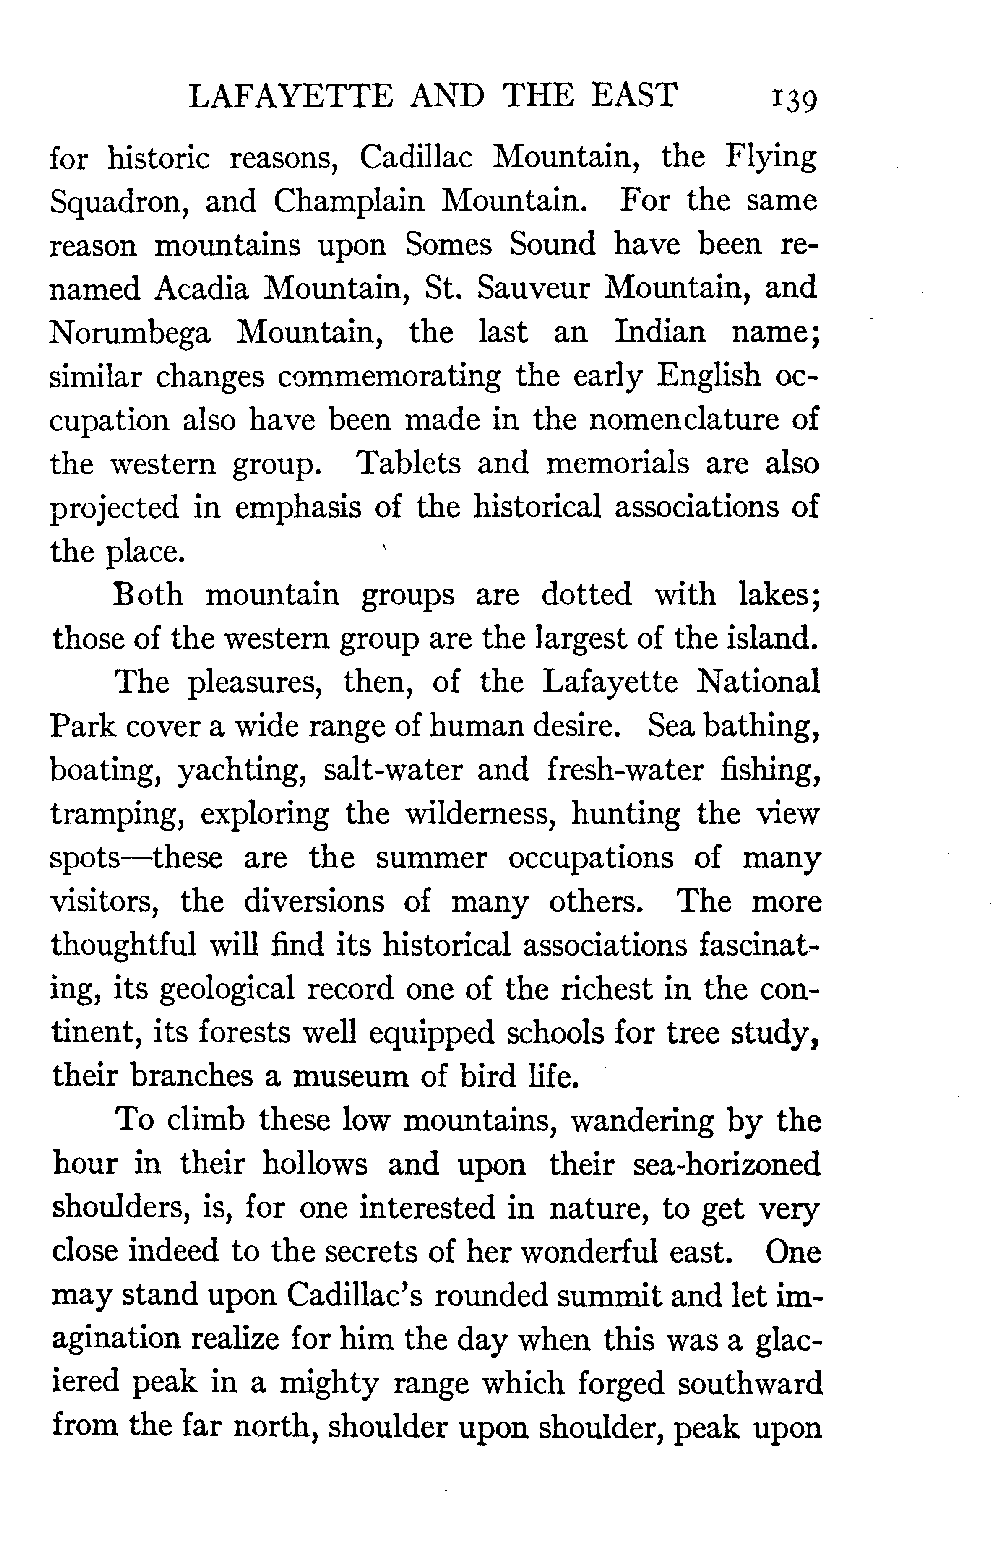 LAFAYETTE AND THE EAST 139
for historic reasons, Cadillac Mountain, the Flying
Squadron, and Champlain Mountain. For the same
reason mountains upon Somes Sound have been re-
named Acadia Mountain, St. Sauveur Mountain, and
Norumbega Mountain, the last an Indian name;
similar changes commemorating the early English oc-
cupation also have been made in the nomenclature of
the western group. Tablets and memorials are also
projected in emphasis of the historical associations of
the place.
Both mountain groups are dotted with lakes;
those of the western group are the largest of the island.
The pleasures, then, of the Lafayette National
Park cover a wide range of human desire. Sea bathing,
boating, yachting, salt-water and fresh-water fishing,
tramping, exploring the wilderness, hunting the view
spots—these are the summer occupations of many
visitors, the diversions of many others. The more
thoughtful will find its historical associations fascinat-
ing, its geological record one of the richest in the con-
tinent, its forests well equipped schools for tree study,
their branches a museum of bird life.
To climb these low mountains, wandering by the
hour in their hollows and upon their sea-horizoned
shoulders, is, for one interested in nature, to get very
close indeed to the secrets of her wonderful east. One
may stand upon Cadillac's rounded summit and let im-
agination realize for him the day when this was a glac-
iered peak in a mighty range which forged southward
from the far north, shoulder upon shoulder, peak upon